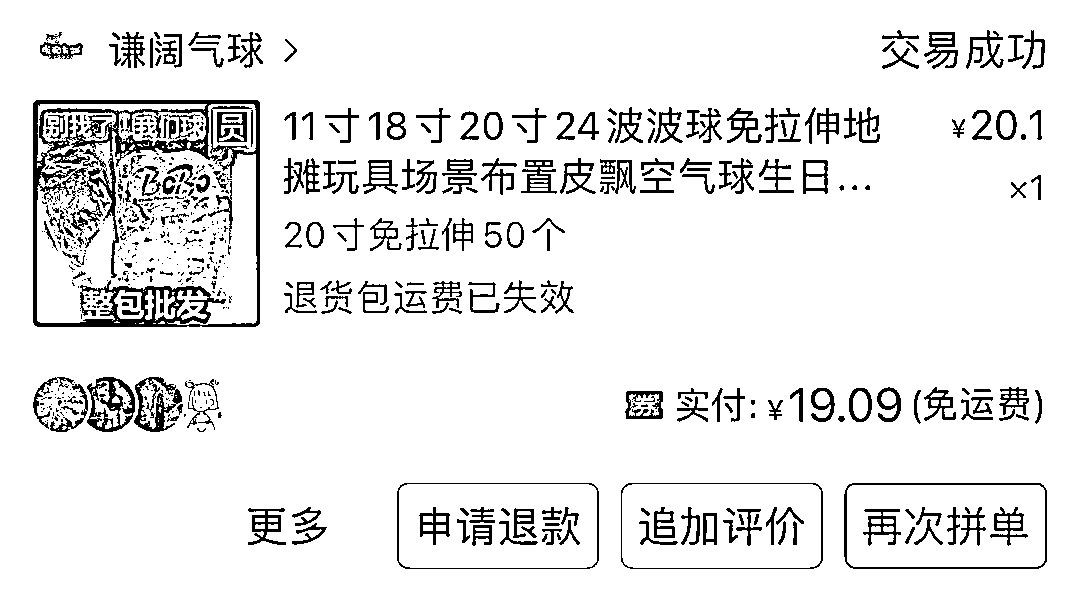 谦阔气球 >
交易成功
11寸18寸20寸24波波球免拉伸地
摊玩具场景布置皮飘空气球生日...
¥20.1
×1
20寸免拉伸50个
退货包运费已失效
圆
BOBO
整包批发
券 实付: ¥19.09 (免运费)
更多
申请退款
追加评价
再次拼单